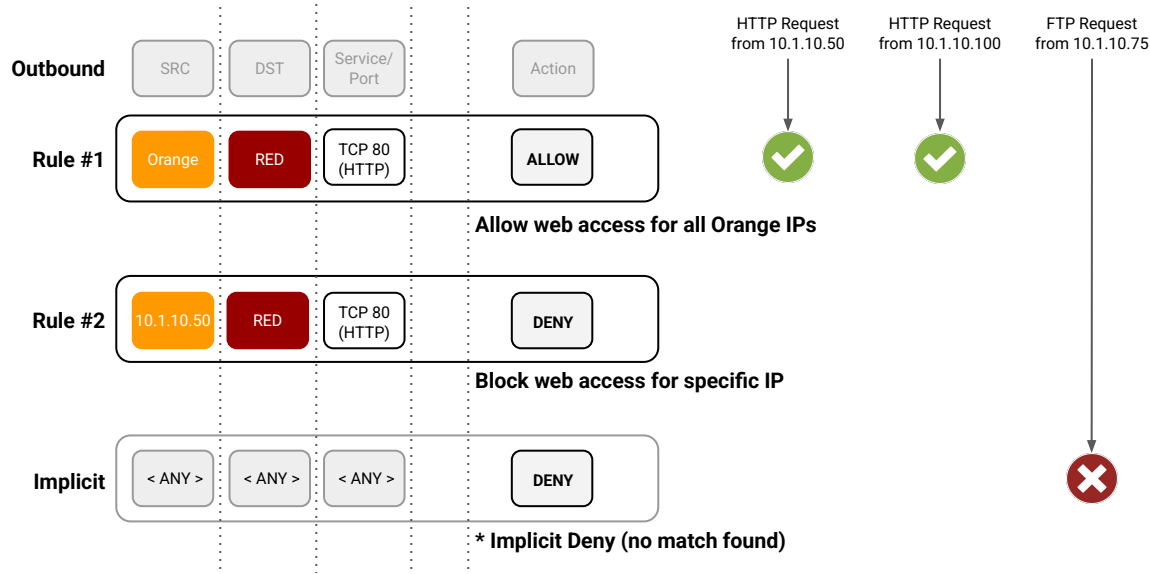 HTTP Request
from 10.1.10.50
HTTP Request
from 10.1.10.100
FTP Request
from 10.1.10.75
Outbound
SRC
DST
Service/
Port
Action
Rule #1
Orange
RED
TCP 80
(HTTP)
ALLOW
Allow web access for all Orange IPs
Rule #2
10.1.10.50
RED
TCP 80
(HTTP)
DENY
Block web access for specific IP
Implicit
< ANY >
< ANY >
< ANY >
DENY
* Implicit Deny (no match found)